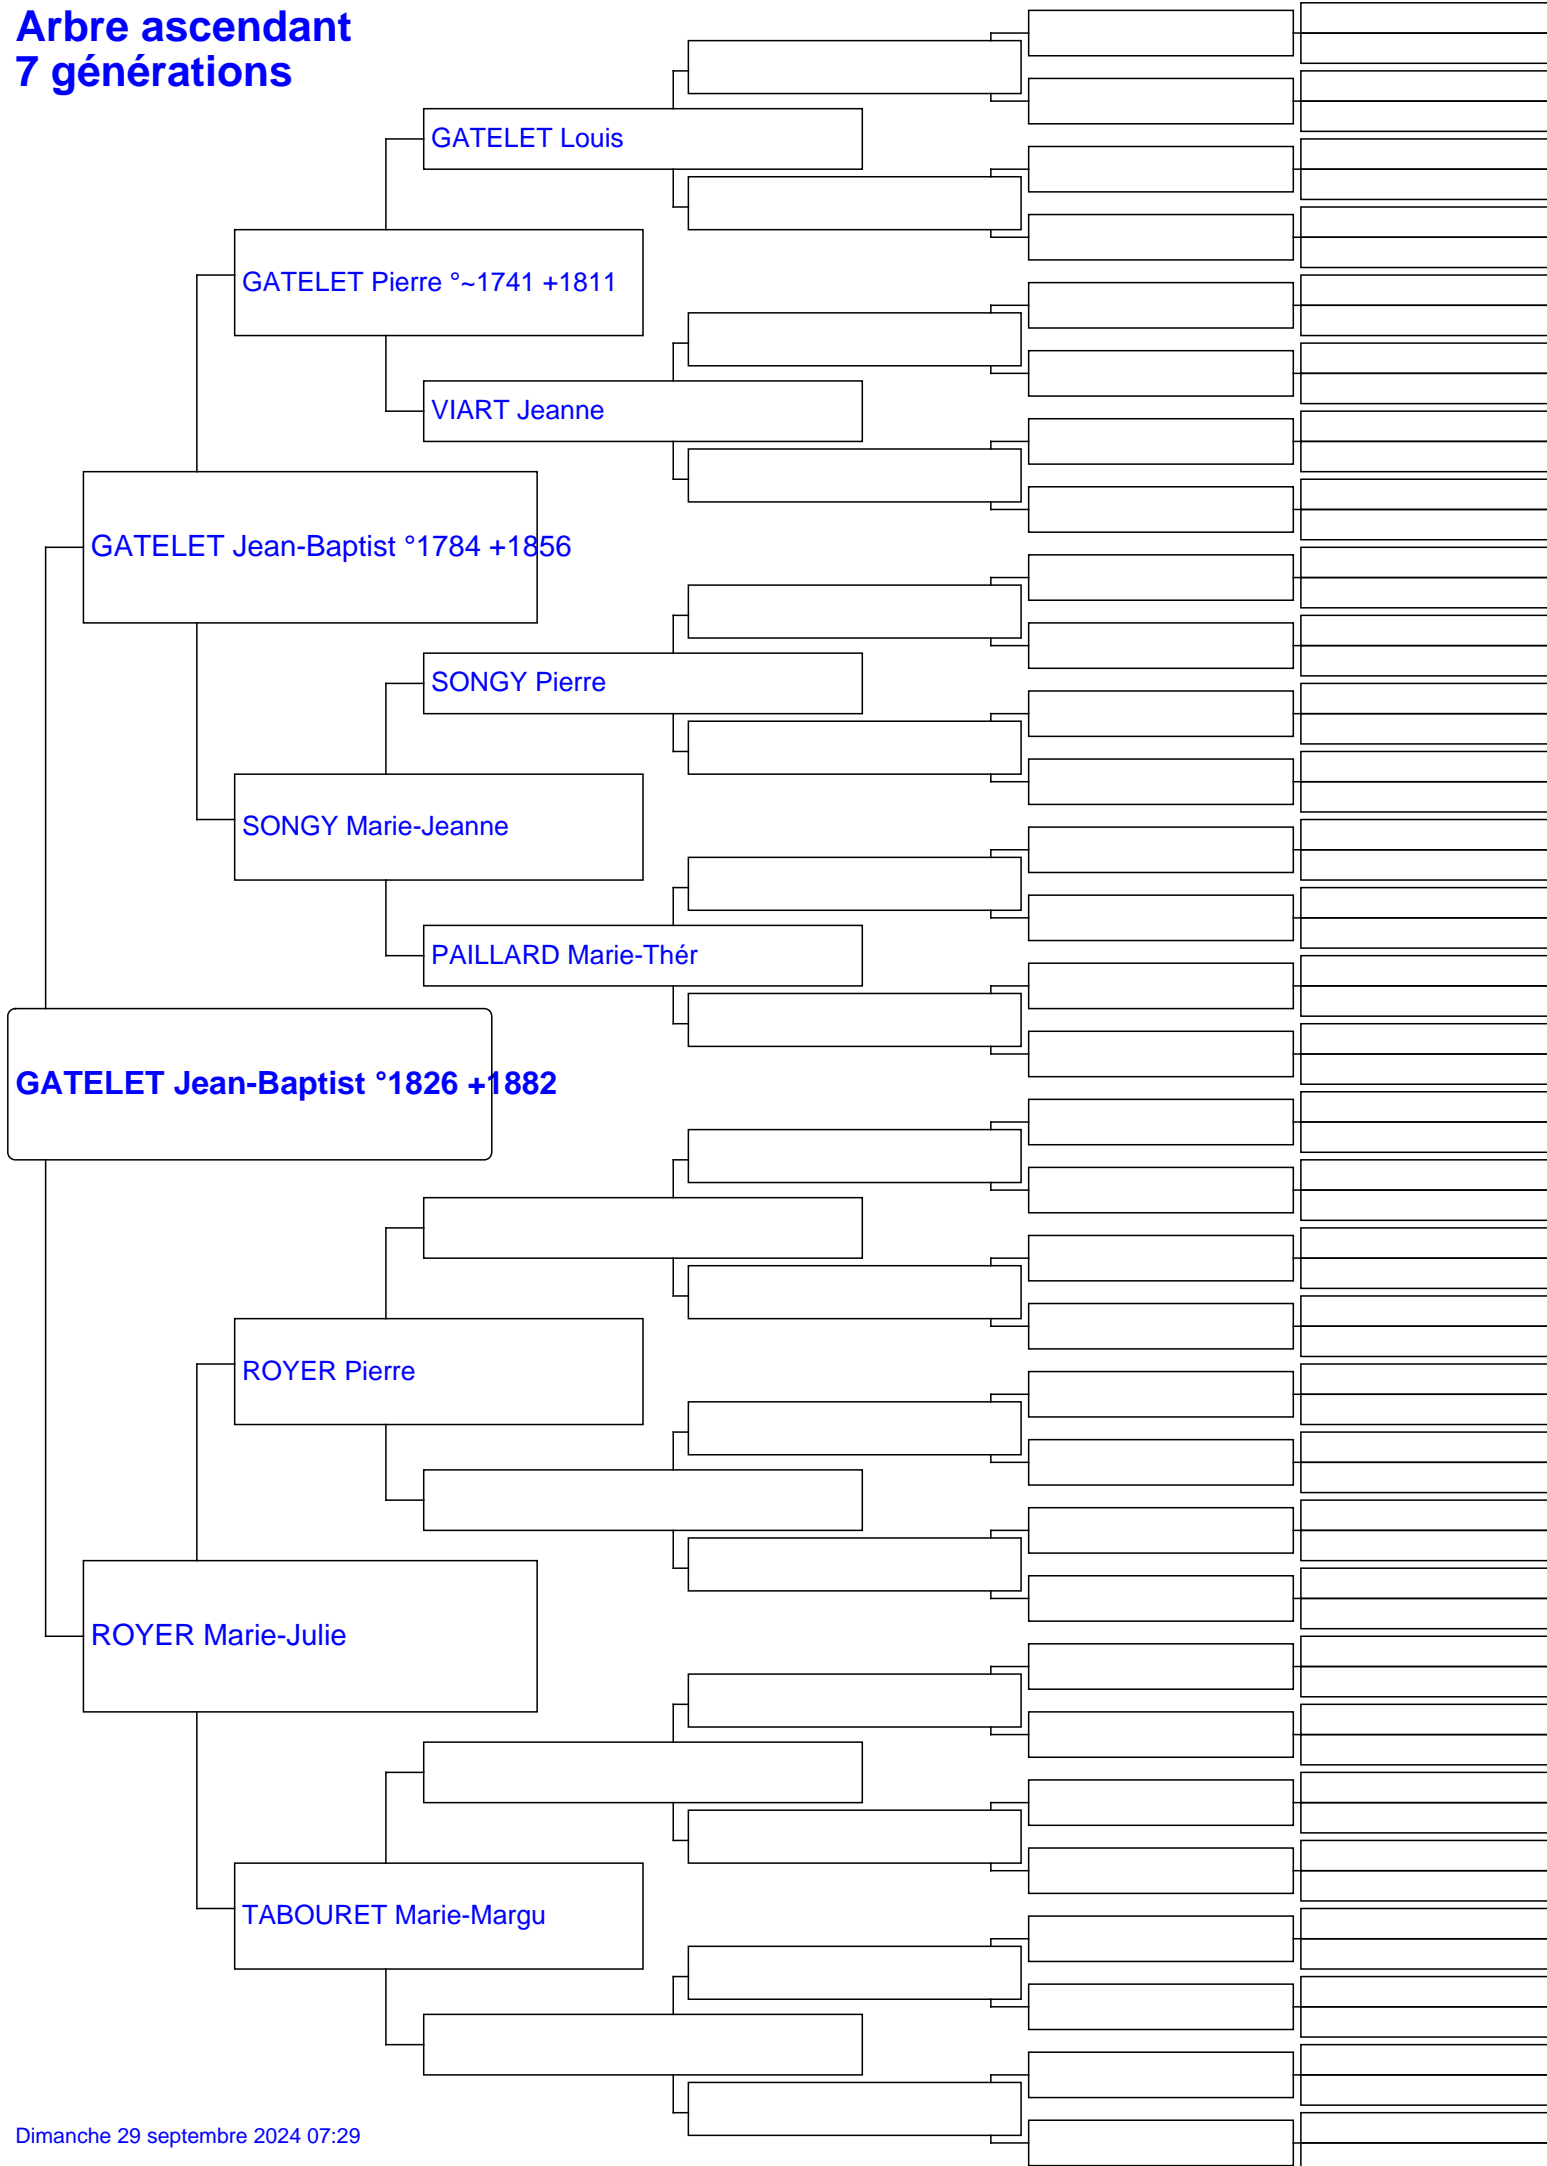 Arbre ascendant
7 générations
GATELET Louis
GATELET Pierre °~1741 +1811
VIART Jeanne
GATELET Jean-Baptist °1784 +1856
SONGY Pierre
SONGY Marie-Jeanne
PAILLARD Marie-Thér
GATELET Jean-Baptist °1826 +1882
ROYER Pierre
ROYER Marie-Julie
TABOURET Marie-Margu
Dimanche 29 septembre 2024 07:29